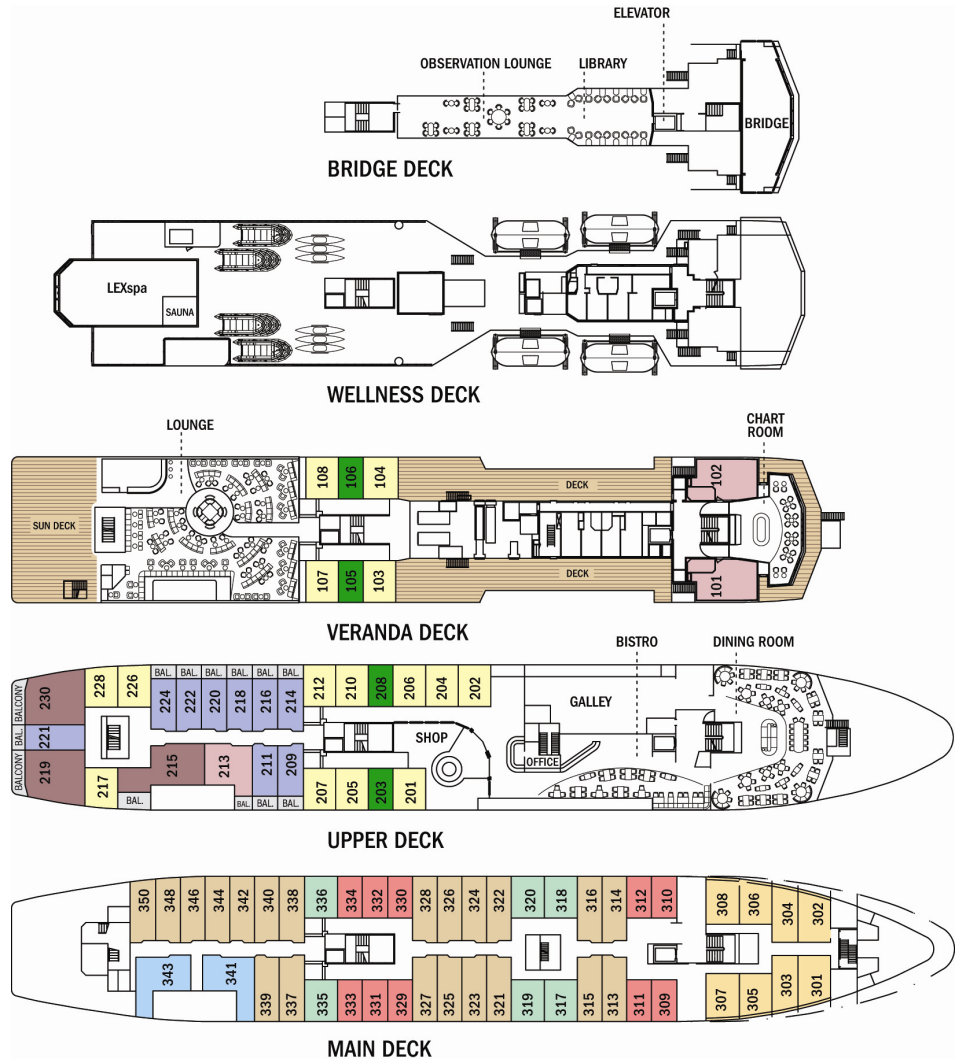 ELEVATOR
OBSERVATION LOUNGE
LIBRARY
BRIDGE
BRIDGE DECK
LEXspa
SAUNA
WELLNESS DECK
LOUNGE
CHART
ROOM
108
106
104
102
DECK
SUN DECK
107
105
103
DECK
101
VERANDA DECK
BISTRO
DINING ROOM
BALCONY
230
228
226
BAL.
BAL.
BAL.
BAL.
BAL.
BAL.
224
222
220
218
216
214
212
210
208
206
204
202
GALLEY
BAL.
221
SHOP
OFFICE
BALCONY
219
217
215
213
211
209
207
205
203
201
BAL.
BAL.
BAL.
BAL.
UPPER DECK
350
348
346
344
342
340
338
336
334
332
330
328
326
324
322
320
318
316
314
312
310
308
306
304
302
343
341
339
337
335
333
331
329
327
325
323
321
319
317
315
313
311
309
307
305
303
301
MAIN DECK